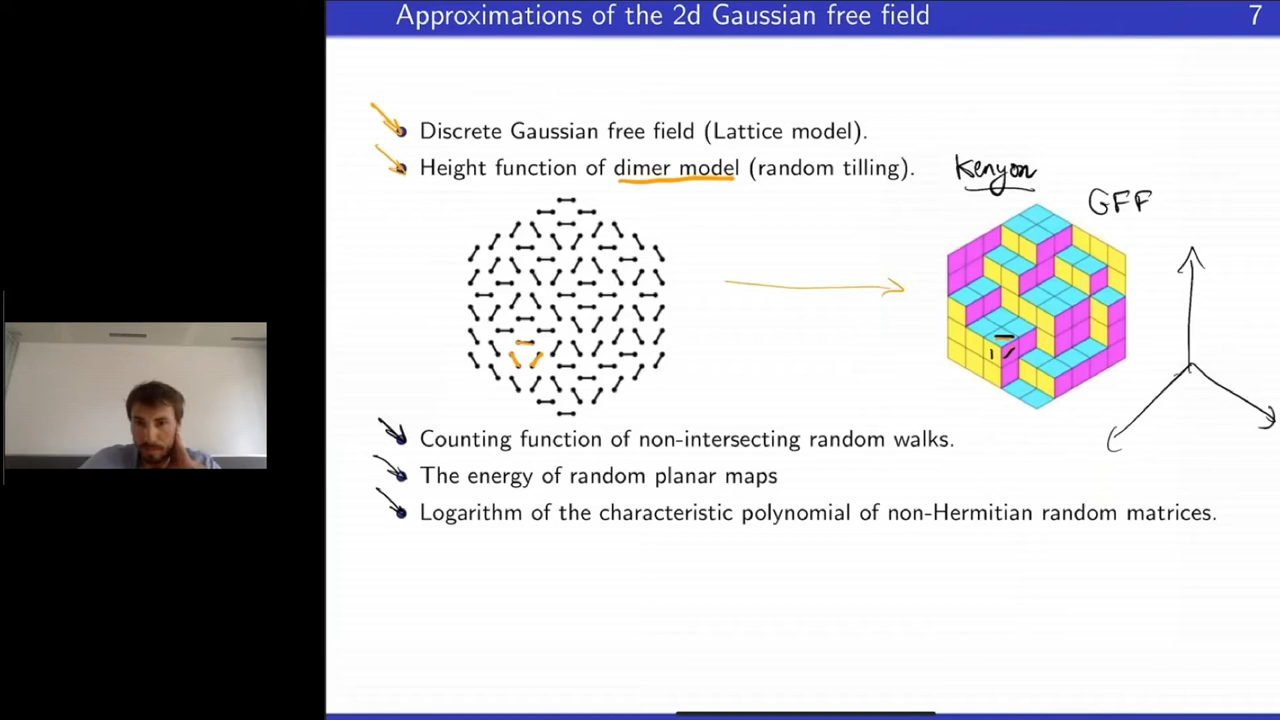 Approximations of the 2d Gaussian free field 7
Discrete Gaussian free field (Lattice model).
Height function of dimer model (random tilling).
Kenyon
GFF
Counting function of non-intersecting random walks.
The energy of random planar maps
Logarithm of the characteristic polynomial of non-Hermitian random matrices.